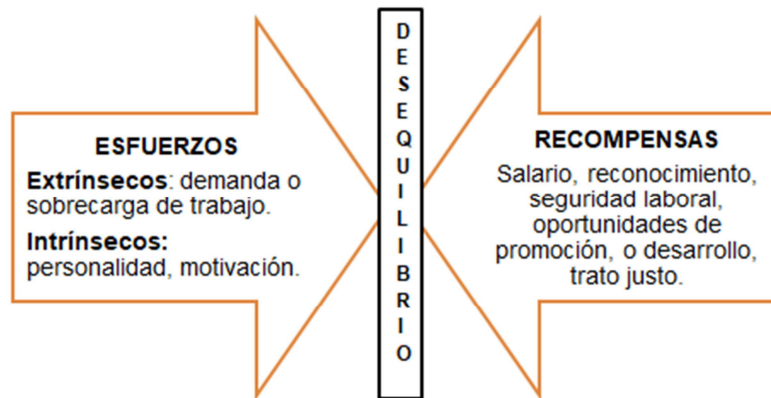 ESFUERZOS
Extrínsecos: demanda o
sobrecarga de trabajo.
Intrínsecos:
personalidad, motivación.
DESEQUILIBRIO
RECOMPENSAS
Salario, reconocimiento,
seguridad laboral,
oportunidades de
promoción, o desarrollo,
trato justo.